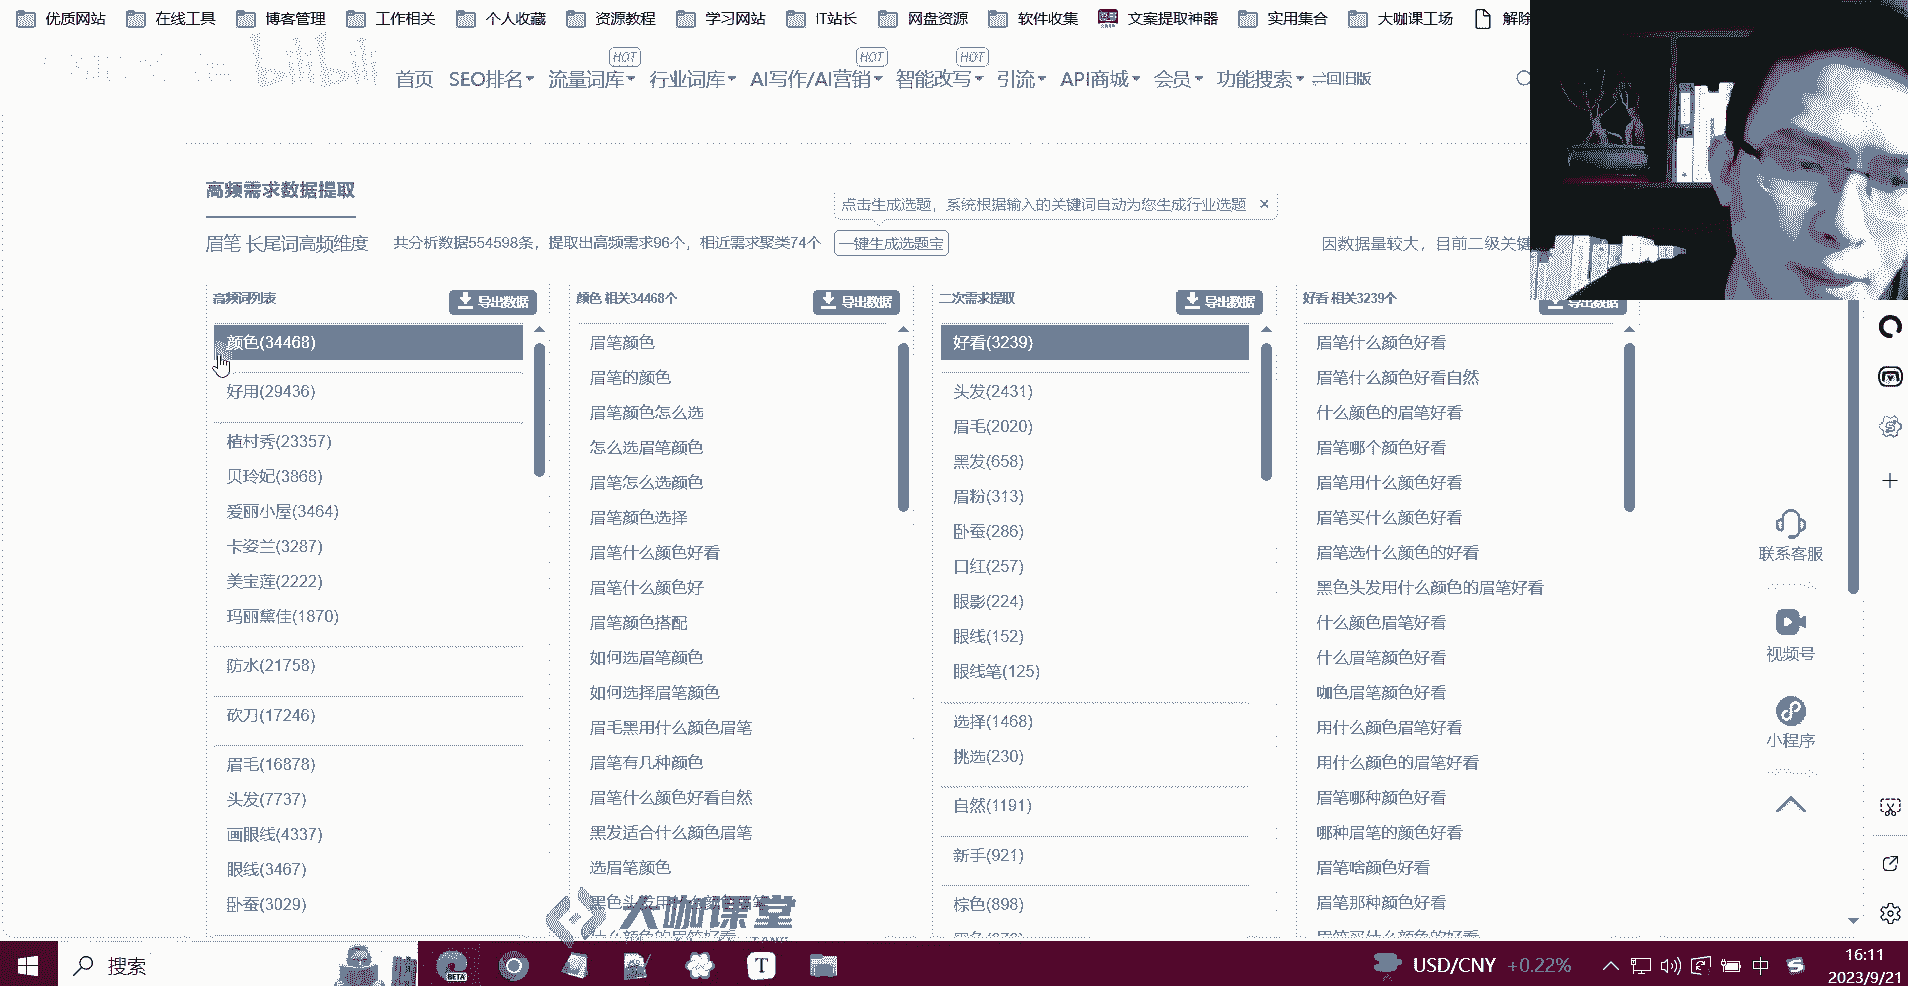 优质网站 在线工具 博客管理 工作相关 个人收藏 资源教程 学习网站 IT站长 网盘资源 软件收集 文案提取神器 实用集合 大咖课工场 解除
bilibili
HOT HOT HOT
首页 SEO排名 流量词库 行业词库 AI写作/AI营销 智能改写 引流 API商城 会员 功能搜索 回旧版
高频需求数据提取
点击生成选题，系统根据输入的关键词自动为您生成行业选题 ×
眉笔 长尾词高频维度 共分析数据554598条，提取出高频需求96个，相近需求聚类74个 一键生成选题宝 因数据量较大，目前二级关键
高频词列表 导出数据
颜色(34468)
好用(29436)
植村秀(23357)
贝玲妃(3868)
爱丽小屋(3464)
卡姿兰(3287)
美宝莲(2222)
玛丽黛佳(1870)
防水(21758)
砍刀(17246)
眉毛(16878)
头发(7737)
画眼线(4337)
眼线(3467)
卧蚕(3029)
颜色 相关34468个 导出数据
眉笔颜色
眉笔的颜色
眉笔颜色怎么选
怎么选眉笔颜色
眉笔怎么选颜色
眉笔颜色选择
眉笔什么颜色好看
眉笔什么颜色好
眉笔颜色搭配
如何选眉笔颜色
如何选择眉笔颜色
眉毛黑用什么颜色眉笔
眉笔有几种颜色
眉笔什么颜色好看自然
黑发适合什么颜色眉笔
选眉笔颜色
大咖课堂
二次需求提取 导出数据
好看(3239)
头发(2431)
眉毛(2020)
黑发(658)
眉粉(313)
卧蚕(286)
口红(257)
眼影(224)
眼线(152)
眼线笔(125)
选择(1468)
挑选(230)
自然(1191)
新手(921)
棕色(898)
好看 相关3239个 导出数据
眉笔什么颜色好看
眉笔什么颜色好看自然
什么颜色的眉笔好看
眉笔哪个颜色好看
眉笔用什么颜色好看
眉笔买什么颜色好看
眉笔选什么颜色的好看
黑色头发用什么颜色的眉笔好看
什么颜色眉笔好看
什么眉笔颜色好看
咖色眉笔颜色好看
用什么颜色眉笔好看
用什么颜色的眉笔好看
眉笔哪种颜色好看
哪种眉笔的颜色好看
眉笔啥颜色好看
眉笔那种颜色好看
眉笔买什么颜色的好看
联系客服
视频号
小程序
搜索
BETA
T
USD/CNY +0.22%
中
16:11
2023/9/21